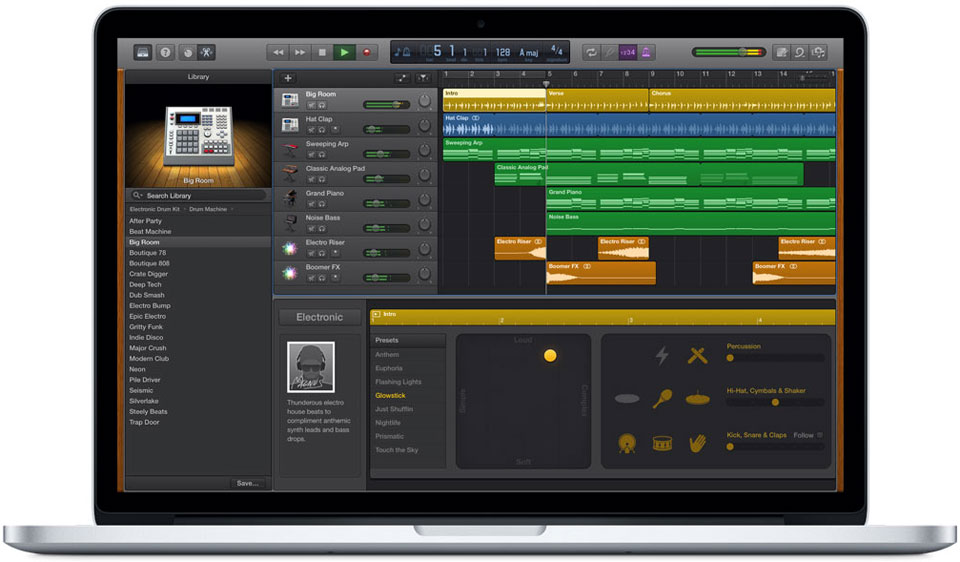 Library
5 1 1 1 128 A maj 4/4
bar key signature
1234
1 2 3 4 5 6 7 8 9 10 11 12 13 14 15
Big Room
Intro Verse Chorus
Hat Clap
Hat Clap
Sweeping Arp
Sweeping Arp
Classic Analog Pad
Classic Analog Pad
Grand Piano
Grand Piano
Noise Bass
Noise Bass
Electro Riser
Electro Riser Electro Riser Electro Riser
Boomer FX
Boomer FX Boomer FX
Big Room
Search Library
Electronic Drum Kit Drum Machine
After Party
Beat Machine
Big Room
Boutique 78
Boutique 808
Crate Digger
Deep Tech
Dub Smash
Electro Bump
Epic Electro
Gritty Funk
Indie Disco
Major Crush
Modern Club
Neon
Pile Driver
Seismic
Silverlake
Steely Beats
Trap Door
Save...
Electronic
MAGNUS
Thunderous electro
house beats to
compliment anthemic
synth leads and bass
drops.
Intro
1 2 3 4
Presets
Anthem
Euphoria
Flashing Lights
Glowstick
Just Shufflin
Nightlife
Prismatic
Touch the Sky
Loud
Simple
Complex
Soft
Percussion
Hi-Hat, Cymbals & Shaker
Kick, Snare & Claps Follow